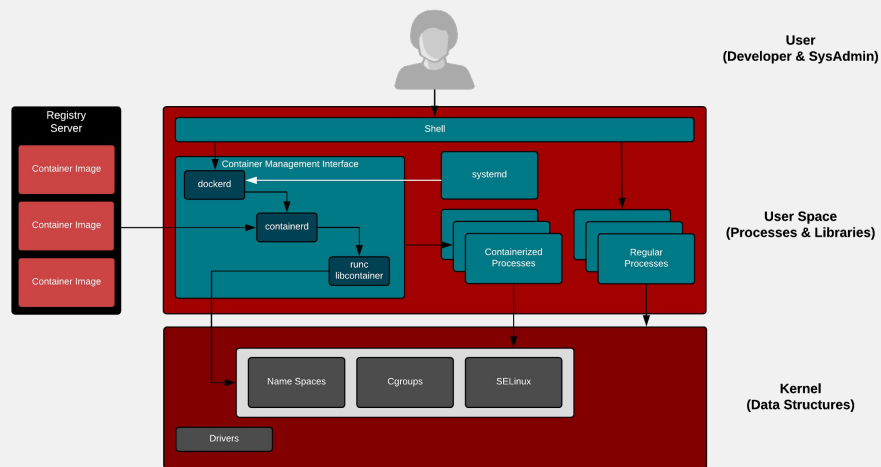 User
(Developer & SysAdmin)
Registry
Server
Container Image
Container Image
Container Image
Shell
Container Management Interface
dockerd
containerd
runc
libcontainer
systemd
Containerized
Processes
Regular
Processes
User Space
(Processes & Libraries)
Name Spaces
Cgroups
SELinux
Drivers
Kernel
(Data Structures)